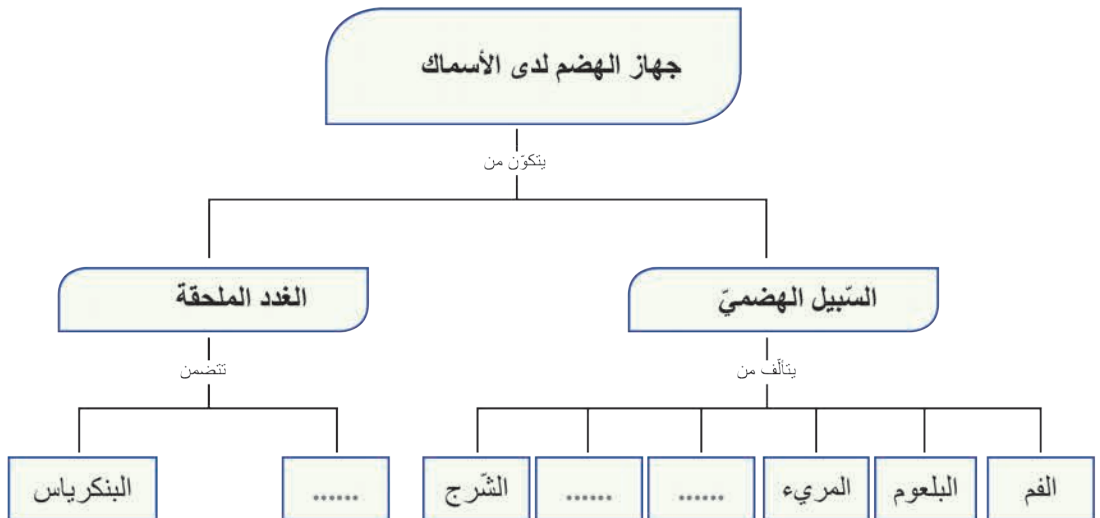 جهاز الهضم لدى الأسماك
يتكوّن من
السّبيل الهضميّ
الغدد الملحقة
يتألّف من
تتضمن
الفم
البلعوم
المريء
......
......
الشّرج
......
البنكرياس